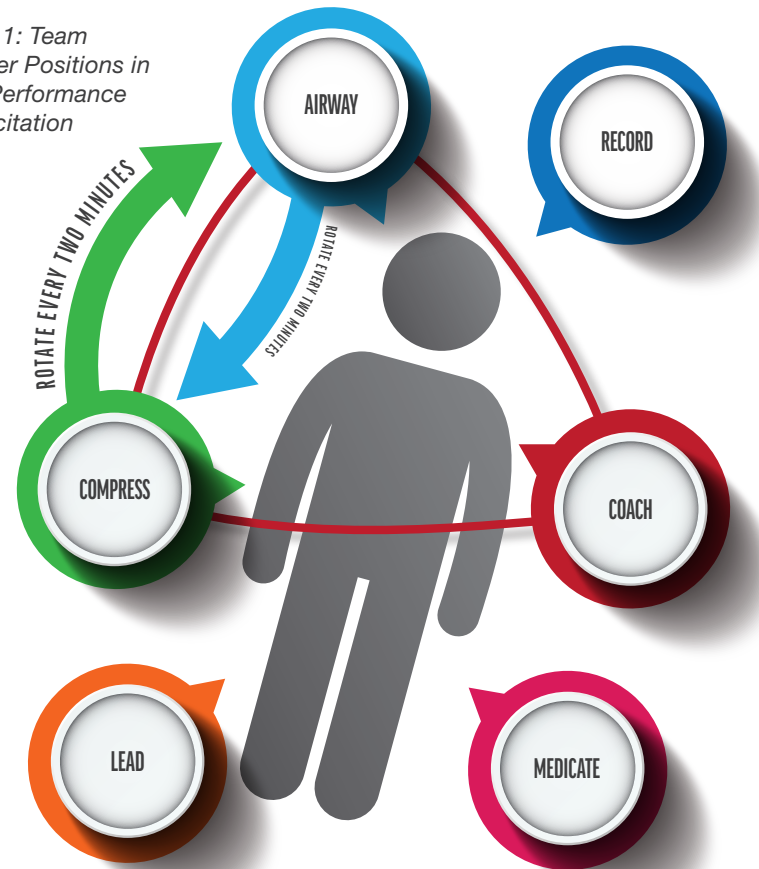 1: Team
er Positions in
Performance
citation
AIRWAY
RECORD
ROTATE EVERY TWO MINUTES
ROTATE EVERY TWO MINUTES
COMPRESS
COACH
LEAD
MEDICATE